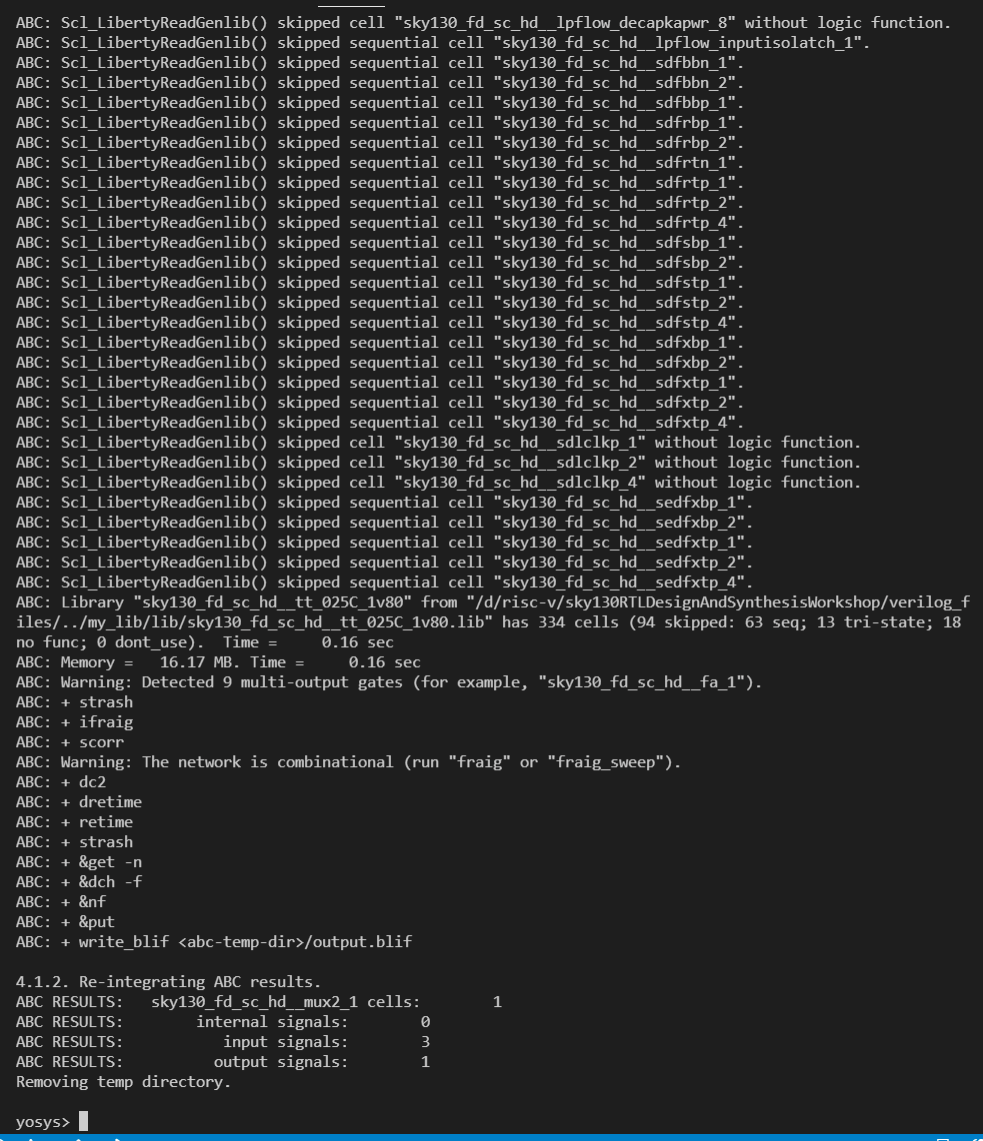 ABC: Scl_LibertyReadGenlib() skipped cell "sky130_fd_sc_hd__lpflow_decapkapwr_8" without logic function.
ABC: Scl_LibertyReadGenlib() skipped sequential cell "sky130_fd_sc_hd__lpflow_inputisolatch_1".
ABC: Scl_LibertyReadGenlib() skipped sequential cell "sky130_fd_sc_hd__sdfbbn_1".
ABC: Scl_LibertyReadGenlib() skipped sequential cell "sky130_fd_sc_hd__sdfbbn_2".
ABC: Scl_LibertyReadGenlib() skipped sequential cell "sky130_fd_sc_hd__sdfbbp_1".
ABC: Scl_LibertyReadGenlib() skipped sequential cell "sky130_fd_sc_hd__sdfrbp_1".
ABC: Scl_LibertyReadGenlib() skipped sequential cell "sky130_fd_sc_hd__sdfrbp_2".
ABC: Scl_LibertyReadGenlib() skipped sequential cell "sky130_fd_sc_hd__sdfrtn_1".
ABC: Scl_LibertyReadGenlib() skipped sequential cell "sky130_fd_sc_hd__sdfrtp_1".
ABC: Scl_LibertyReadGenlib() skipped sequential cell "sky130_fd_sc_hd__sdfrtp_2".
ABC: Scl_LibertyReadGenlib() skipped sequential cell "sky130_fd_sc_hd__sdfrtp_4".
ABC: Scl_LibertyReadGenlib() skipped sequential cell "sky130_fd_sc_hd__sdfsbp_1".
ABC: Scl_LibertyReadGenlib() skipped sequential cell "sky130_fd_sc_hd__sdfsbp_2".
ABC: Scl_LibertyReadGenlib() skipped sequential cell "sky130_fd_sc_hd__sdfstp_1".
ABC: Scl_LibertyReadGenlib() skipped sequential cell "sky130_fd_sc_hd__sdfstp_2".
ABC: Scl_LibertyReadGenlib() skipped sequential cell "sky130_fd_sc_hd__sdfstp_4".
ABC: Scl_LibertyReadGenlib() skipped sequential cell "sky130_fd_sc_hd__sdfxbp_1".
ABC: Scl_LibertyReadGenlib() skipped sequential cell "sky130_fd_sc_hd__sdfxbp_2".
ABC: Scl_LibertyReadGenlib() skipped sequential cell "sky130_fd_sc_hd__sdfxtp_1".
ABC: Scl_LibertyReadGenlib() skipped sequential cell "sky130_fd_sc_hd__sdfxtp_2".
ABC: Scl_LibertyReadGenlib() skipped sequential cell "sky130_fd_sc_hd__sdfxtp_4".
ABC: Scl_LibertyReadGenlib() skipped cell "sky130_fd_sc_hd__sdlclkp_1" without logic function.
ABC: Scl_LibertyReadGenlib() skipped cell "sky130_fd_sc_hd__sdlclkp_2" without logic function.
ABC: Scl_LibertyReadGenlib() skipped cell "sky130_fd_sc_hd__sdlclkp_4" without logic function.
ABC: Scl_LibertyReadGenlib() skipped sequential cell "sky130_fd_sc_hd__sedfxbp_1".
ABC: Scl_LibertyReadGenlib() skipped sequential cell "sky130_fd_sc_hd__sedfxbp_2".
ABC: Scl_LibertyReadGenlib() skipped sequential cell "sky130_fd_sc_hd__sedfxtp_1".
ABC: Scl_LibertyReadGenlib() skipped sequential cell "sky130_fd_sc_hd__sedfxtp_2".
ABC: Scl_LibertyReadGenlib() skipped sequential cell "sky130_fd_sc_hd__sedfxtp_4".
ABC: Library "sky130_fd_sc_hd__tt_025C_1v80" from "/d/risc-v/sky130RTLDesignAndSynthesisWorkshop/verilog_f
iles/../my_lib/lib/sky130_fd_sc_hd__tt_025C_1v80.lib" has 334 cells (94 skipped: 63 seq; 13 tri-state; 18
no func; 0 dont_use).  Time =     0.16 sec
ABC: Memory =   16.17 MB. Time =     0.16 sec
ABC: Warning: Detected 9 multi-output gates (for example, "sky130_fd_sc_hd__fa_1").
ABC: + strash
ABC: + ifraig
ABC: + scorr
ABC: Warning: The network is combinational (run "fraig" or "fraig_sweep").
ABC: + dc2
ABC: + dretime
ABC: + retime
ABC: + strash
ABC: + &get -n
ABC: + &dch -f
ABC: + &nf
ABC: + &put
ABC: + write_blif <abc-temp-dir>/output.blif
4.1.2. Re-integrating ABC results.
ABC RESULTS:   sky130_fd_sc_hd__mux2_1 cells:        1
ABC RESULTS:        internal signals:        0
ABC RESULTS:           input signals:        3
ABC RESULTS:          output signals:        1
Removing temp directory.
yosys>